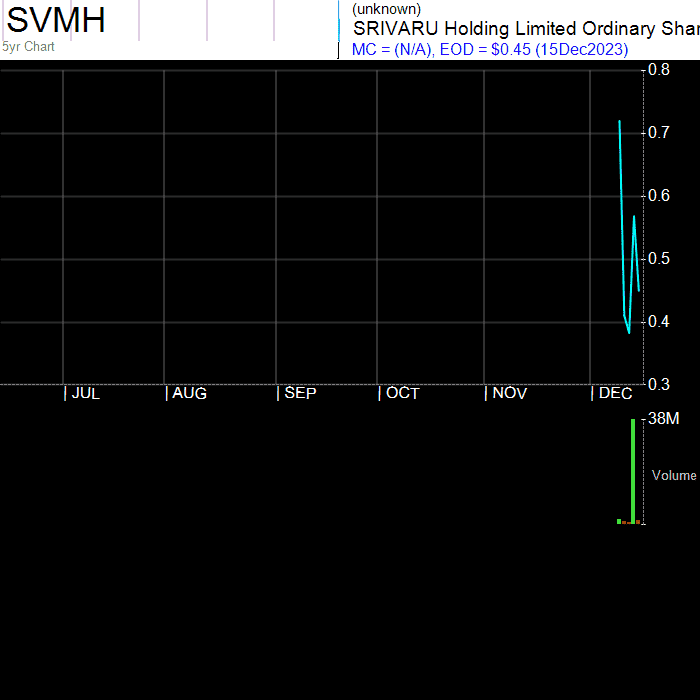 SVMH
5yr Chart
(unknown)
SRIVARU Holding Limited Ordinary Shar
MC = (N/A), EOD = $0.45 (15Dec2023)
0.8
0.7
0.6
0.5
0.4
0.3
| JUL | AUG | SEP | OCT | NOV | DEC
38M
Volume